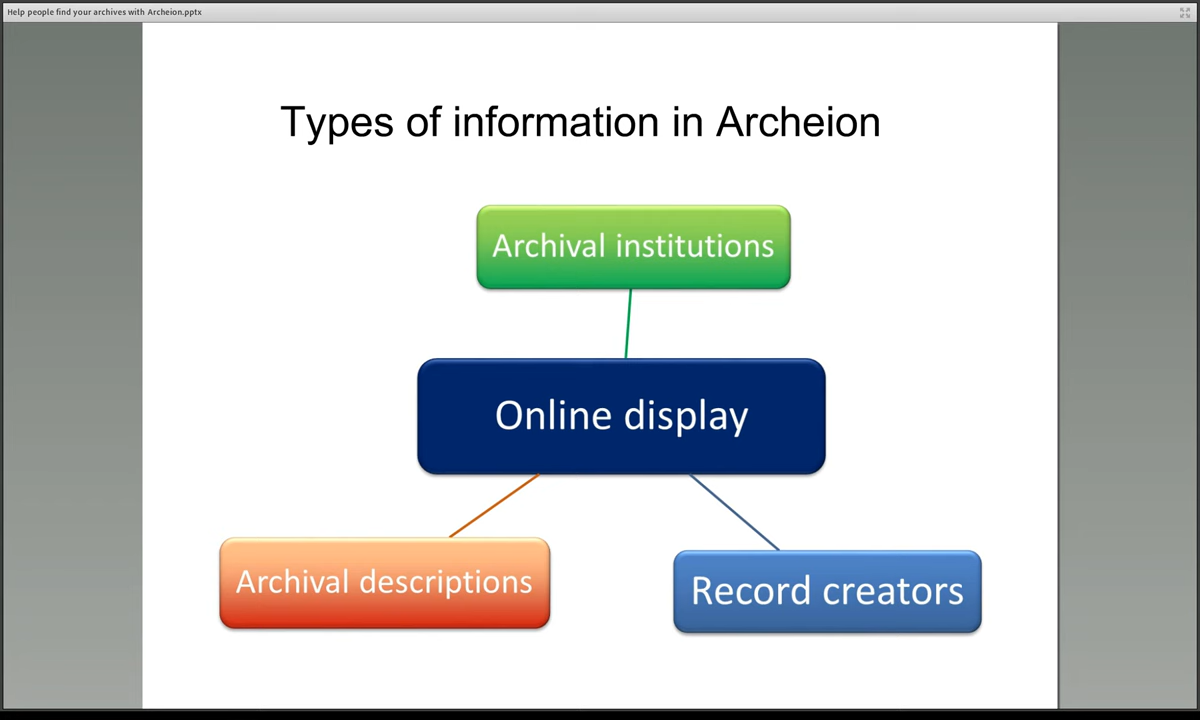 Help people find your archives with Archeion.pptx
Types of information in Archeion
Archival institutions
Online display
Archival descriptions
Record creators